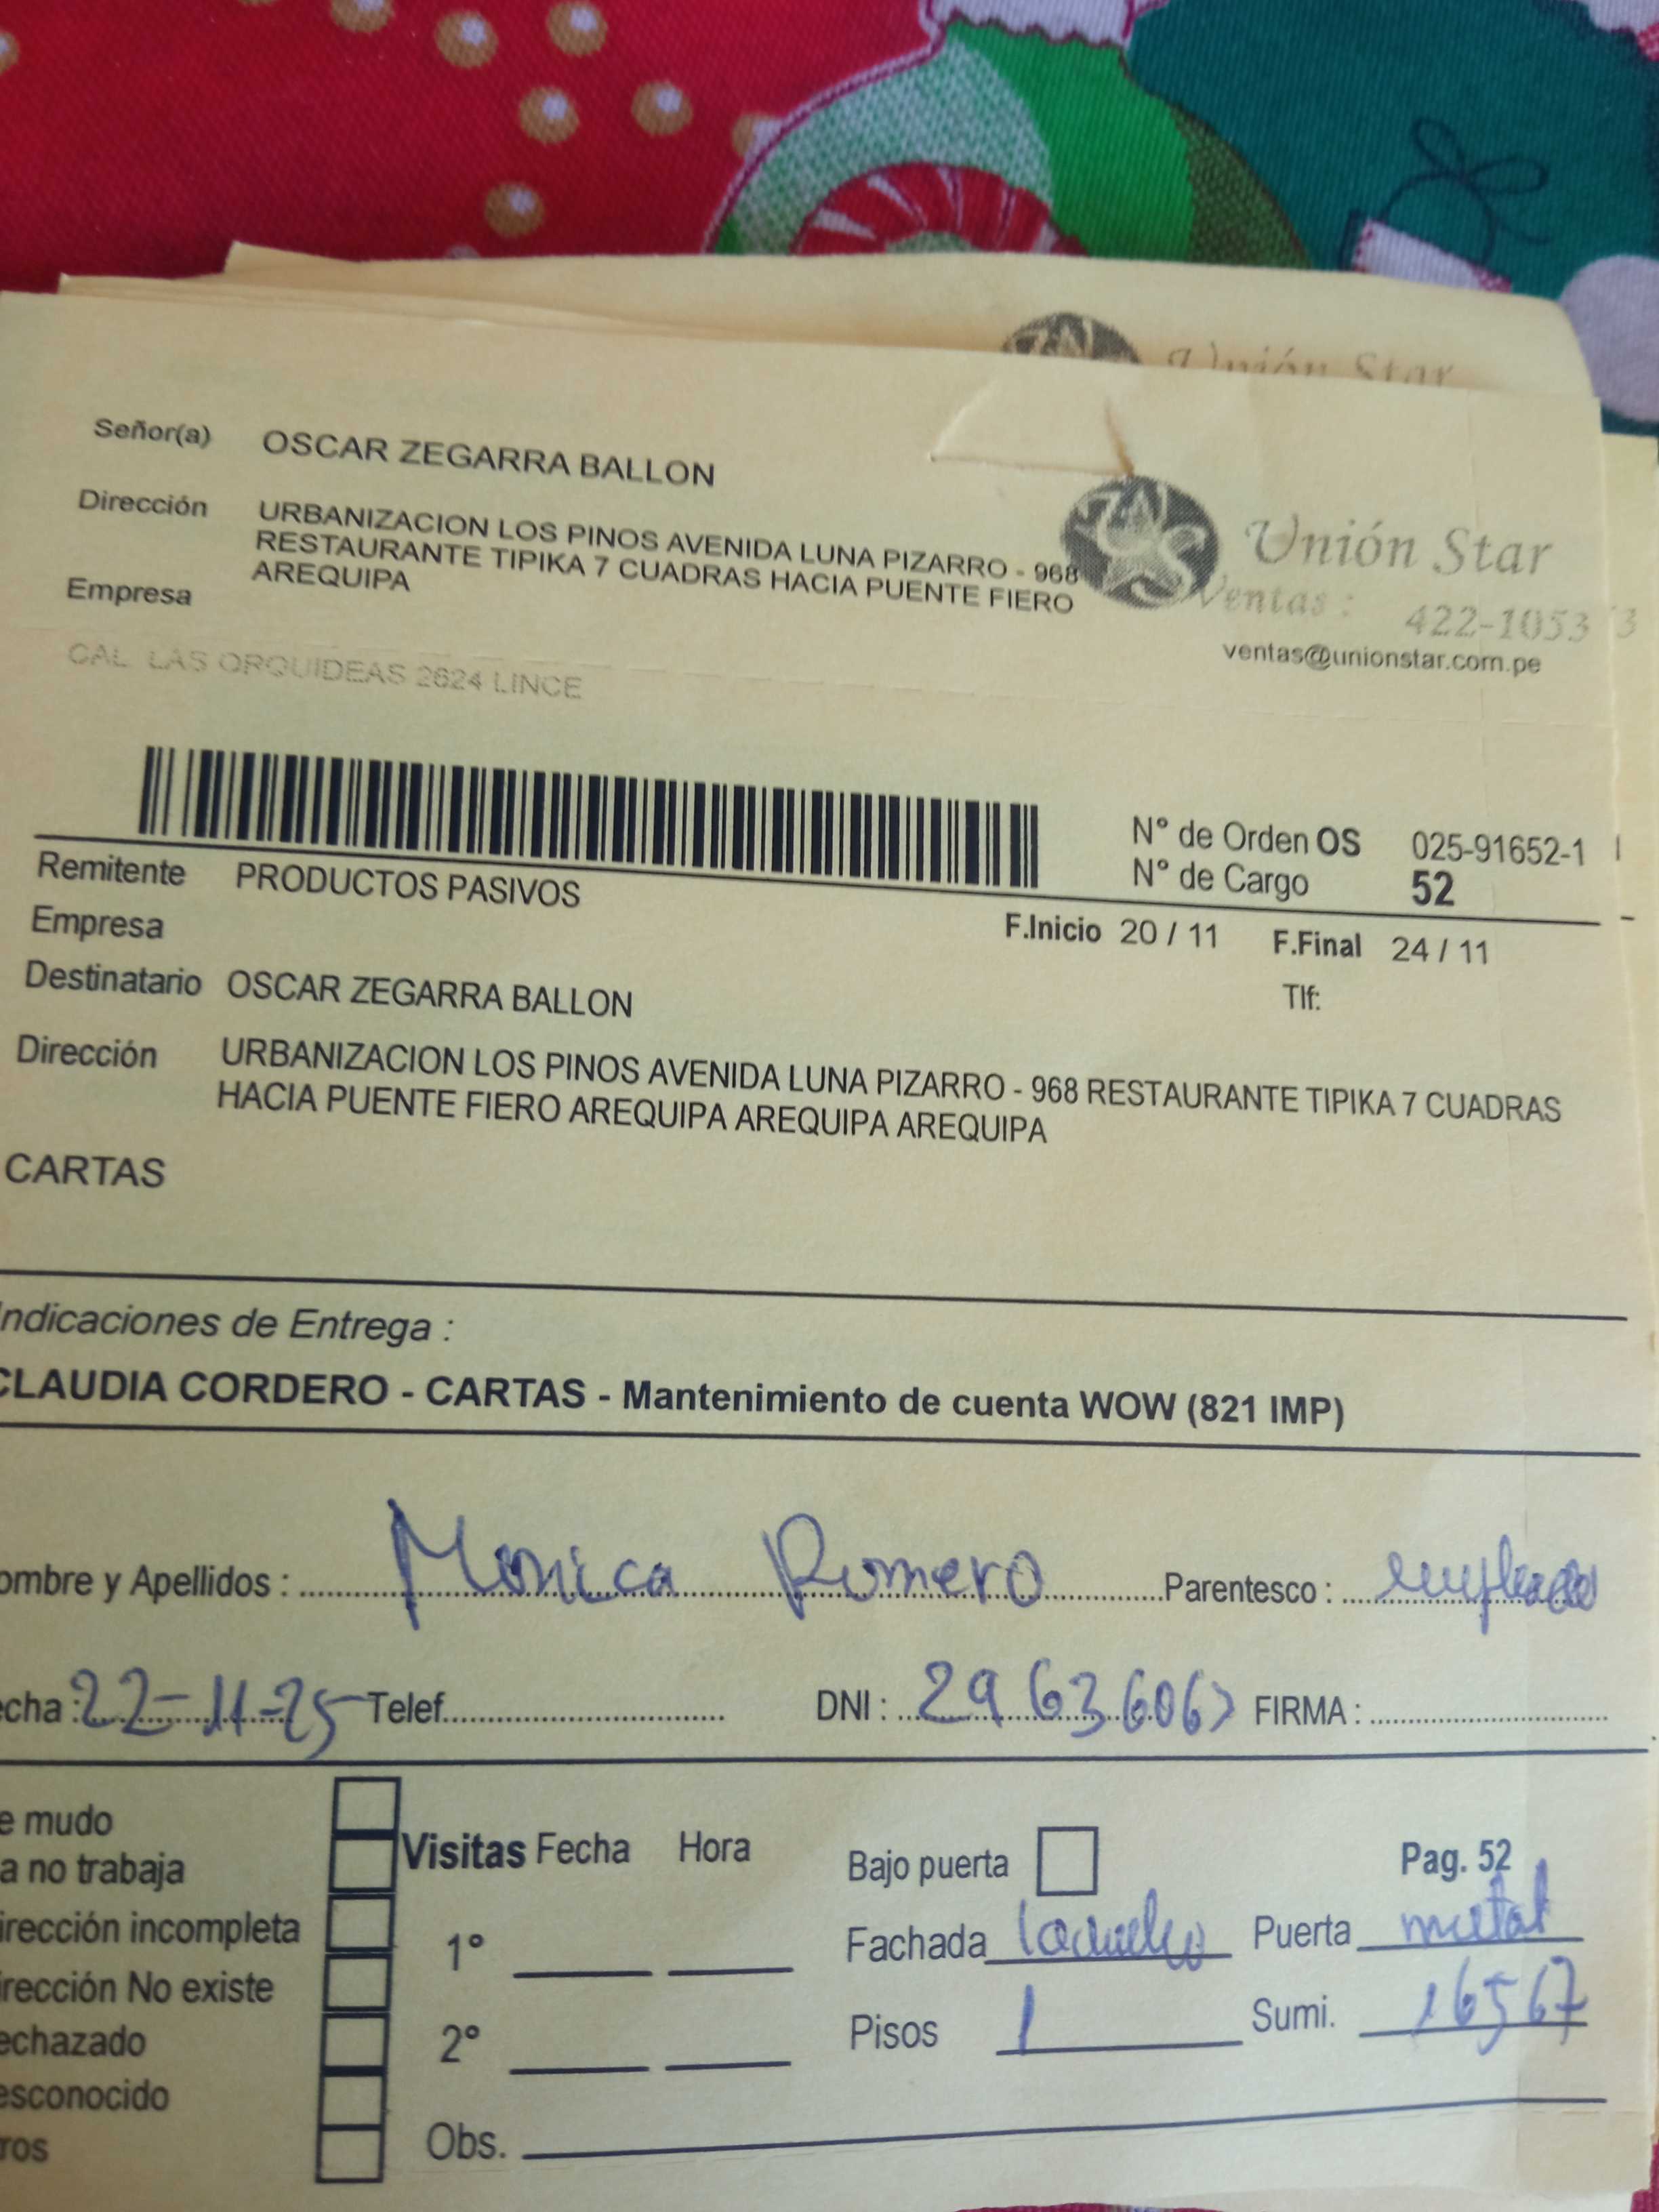 Unión Star
Señor(a) OSCAR ZEGARRA BALLON
Dirección URBANIZACION LOS PINOS AVENIDA LUNA PIZARRO - 968
RESTAURANTE TIPIKA 7 CUADRAS HACIA PUENTE FIERO
AREQUIPA
Empresa
Unión Star
Ventas : 422-1053
ventas@unionstar.com.pe
CAL LAS ORQUIDEAS 2624 LINCE
N° de Orden OS 025-91652-1
N° de Cargo 52
Remitente PRODUCTOS PASIVOS
Empresa
F.Inicio 20 / 11 F.Final 24 / 11
Destinatario OSCAR ZEGARRA BALLON
Tlf:
Dirección URBANIZACION LOS PINOS AVENIDA LUNA PIZARRO - 968 RESTAURANTE TIPIKA 7 CUADRAS
HACIA PUENTE FIERO AREQUIPA AREQUIPA AREQUIPA
CARTAS
Indicaciones de Entrega :
CLAUDIA CORDERO - CARTAS - Mantenimiento de cuenta WOW (821 IMP)
ombre y Apellidos : Monica Romero Parentesco :
echa : 22-11-25 Telef. DNI : 29636067 FIRMA :
e mudo
a no trabaja
irección incompleta
irección No existe
echazado
esconocido
ros
Visitas Fecha Hora
1°
2°
Obs.
Bajo puerta Pag. 52
Fachada Puerta metal
Pisos 1 Sumi. 16567